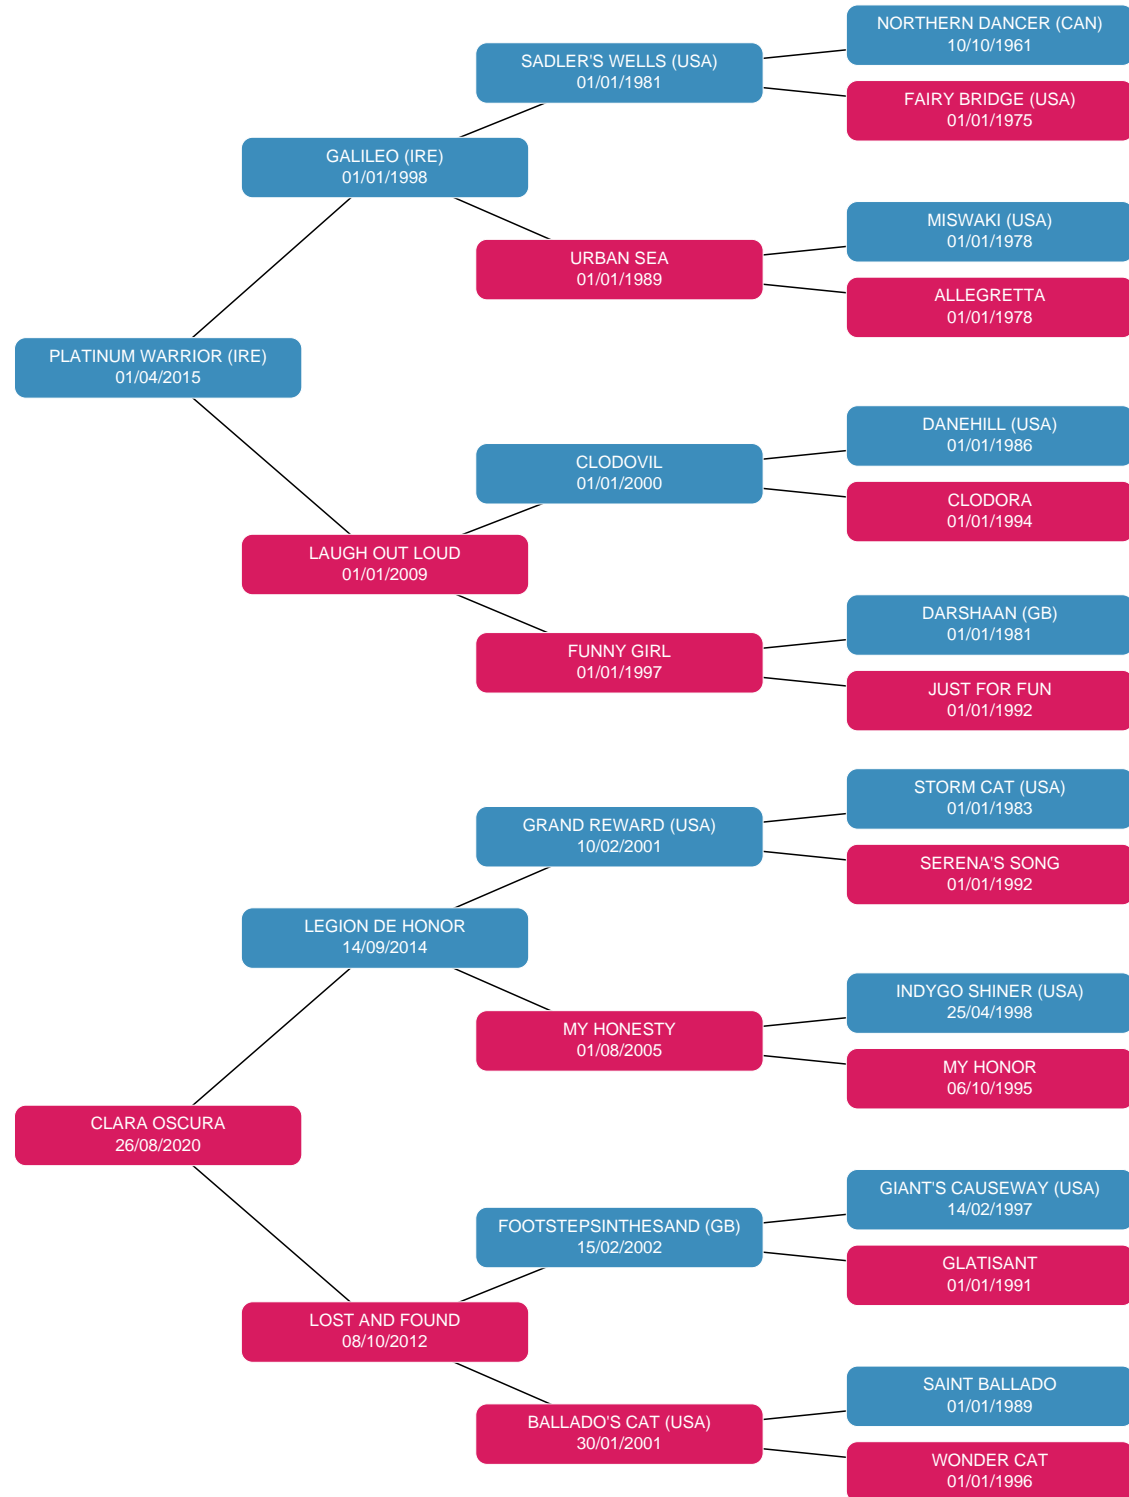 NORTHERN DANCER (CAN)
10/10/1961
SADLER'S WELLS (USA)
01/01/1981
FAIRY BRIDGE (USA)
01/01/1975
GALILEO (IRE)
01/01/1998
MISWAKI (USA)
01/01/1978
URBAN SEA
01/01/1989
ALLEGRETTA
01/01/1978
PLATINUM WARRIOR (IRE)
01/04/2015
DANEHILL (USA)
01/01/1986
CLODOVIL
01/01/2000
CLODORA
01/01/1994
LAUGH OUT LOUD
01/01/2009
DARSHAAN (GB)
01/01/1981
FUNNY GIRL
01/01/1997
JUST FOR FUN
01/01/1992
STORM CAT (USA)
01/01/1983
GRAND REWARD (USA)
10/02/2001
SERENA'S SONG
01/01/1992
LEGION DE HONOR
14/09/2014
INDYGO SHINER (USA)
25/04/1998
MY HONESTY
01/08/2005
MY HONOR
06/10/1995
CLARA OSCURA
26/08/2020
GIANT'S CAUSEWAY (USA)
14/02/1997
FOOTSTEPSINTHESAND (GB)
15/02/2002
GLATISANT
01/01/1991
LOST AND FOUND
08/10/2012
SAINT BALLADO
01/01/1989
BALLADO'S CAT (USA)
30/01/2001
WONDER CAT
01/01/1996